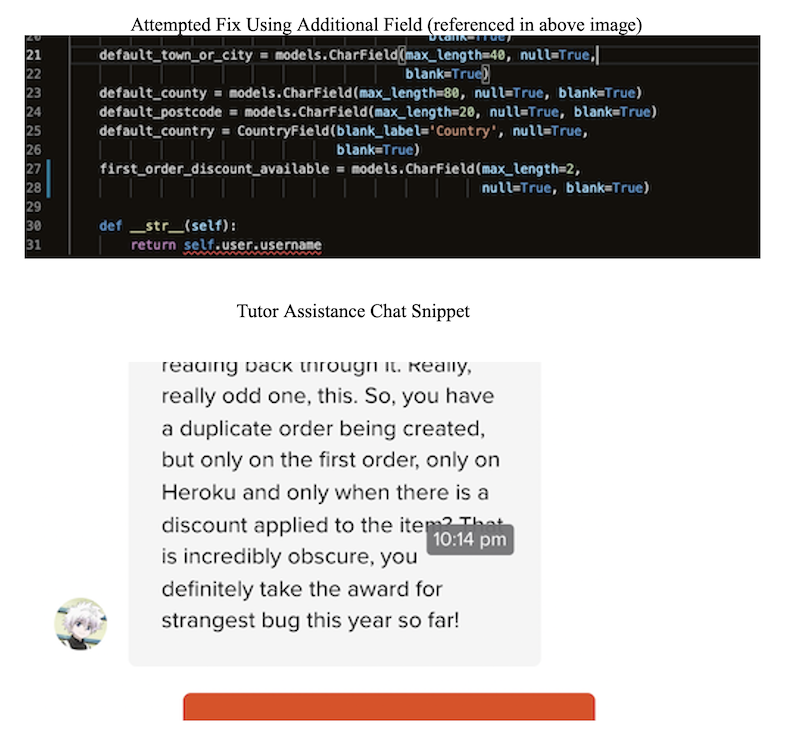 Attempted Fix Using Additional Field (referenced in above image)
20 blank=True)
21 default_town_or_city = models.CharField(max_length=40, null=True,
22 blank=True)
23 default_county = models.CharField(max_length=80, null=True, blank=True)
24 default_postcode = models.CharField(max_length=20, null=True, blank=True)
25 default_country = CountryField(blank_label='Country', null=True,
26 blank=True)
27 first_order_discount_available = models.CharField(max_length=2,
28 null=True, blank=True)
29
30 def __str__(self):
31 return self.user.username
Tutor Assistance Chat Snippet
reading back through it. Really,
really odd one, this. So, you have
a duplicate order being created,
but only on the first order, only on
Heroku and only when there is a
discount applied to the item? That
10:14 pm
is incredibly obscure, you
definitely take the award for
strangest bug this year so far!